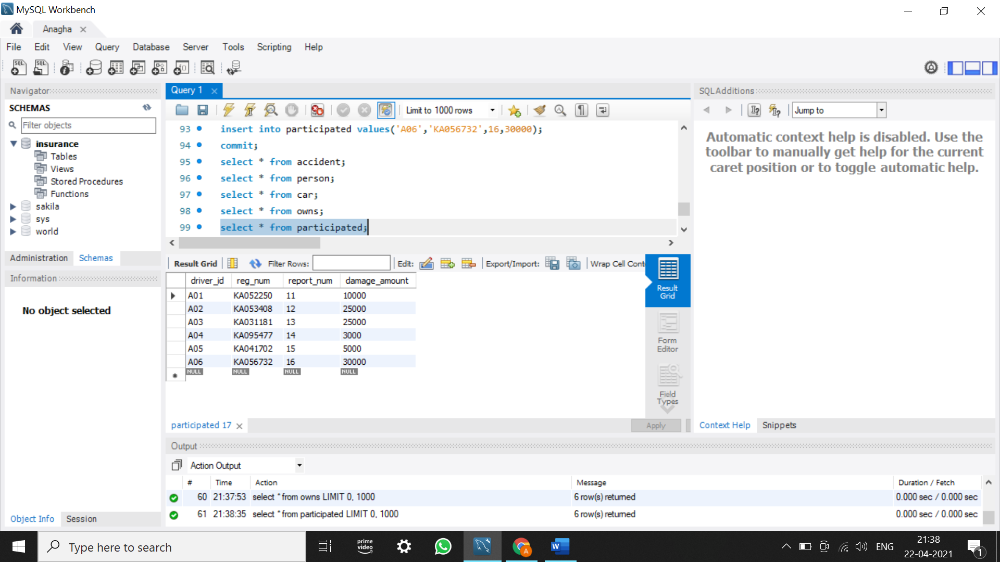 MySQL Workbench
Anagha
File Edit View Query Database Server Tools Scripting Help
Navigator
SCHEMAS
Filter objects
insurance
Tables
Views
Stored Procedures
Functions
sakila
sys
world
Administration Schemas
Information
No object selected
Object Info Session
Query 1
Limit to 1000 rows
93 insert into participated values('A06','KA056732',16,30000);
94 commit;
95 select * from accident;
96 select * from person;
97 select * from car;
98 select * from owns;
99 select * from participated;
Result Grid Filter Rows: Edit: Export/Import: Wrap Cell Cont
driver_id reg_num report_num damage_amount
A01 KA052250 11 10000
A02 KA053408 12 25000
A03 KA031181 13 25000
A04 KA095477 14 3000
A05 KA041702 15 5000
A06 KA056732 16 30000
NULL NULL NULL NULL
Result
Grid
Form
Editor
Field
Types
participated 17
Apply
SQLAdditions
Jump to
Automatic context help is disabled. Use the
toolbar to manually get help for the current
caret position or to toggle automatic help.
Context Help Snippets
Output
Action Output
# Time Action Message Duration / Fetch
60 21:37:53 select * from owns LIMIT 0, 1000 6 row(s) returned 0.000 sec / 0.000 sec
61 21:38:35 select * from participated LIMIT 0, 1000 6 row(s) returned 0.000 sec / 0.000 sec
Type here to search
prime
video
A
W
ENG
21:38
22-04-2021
1